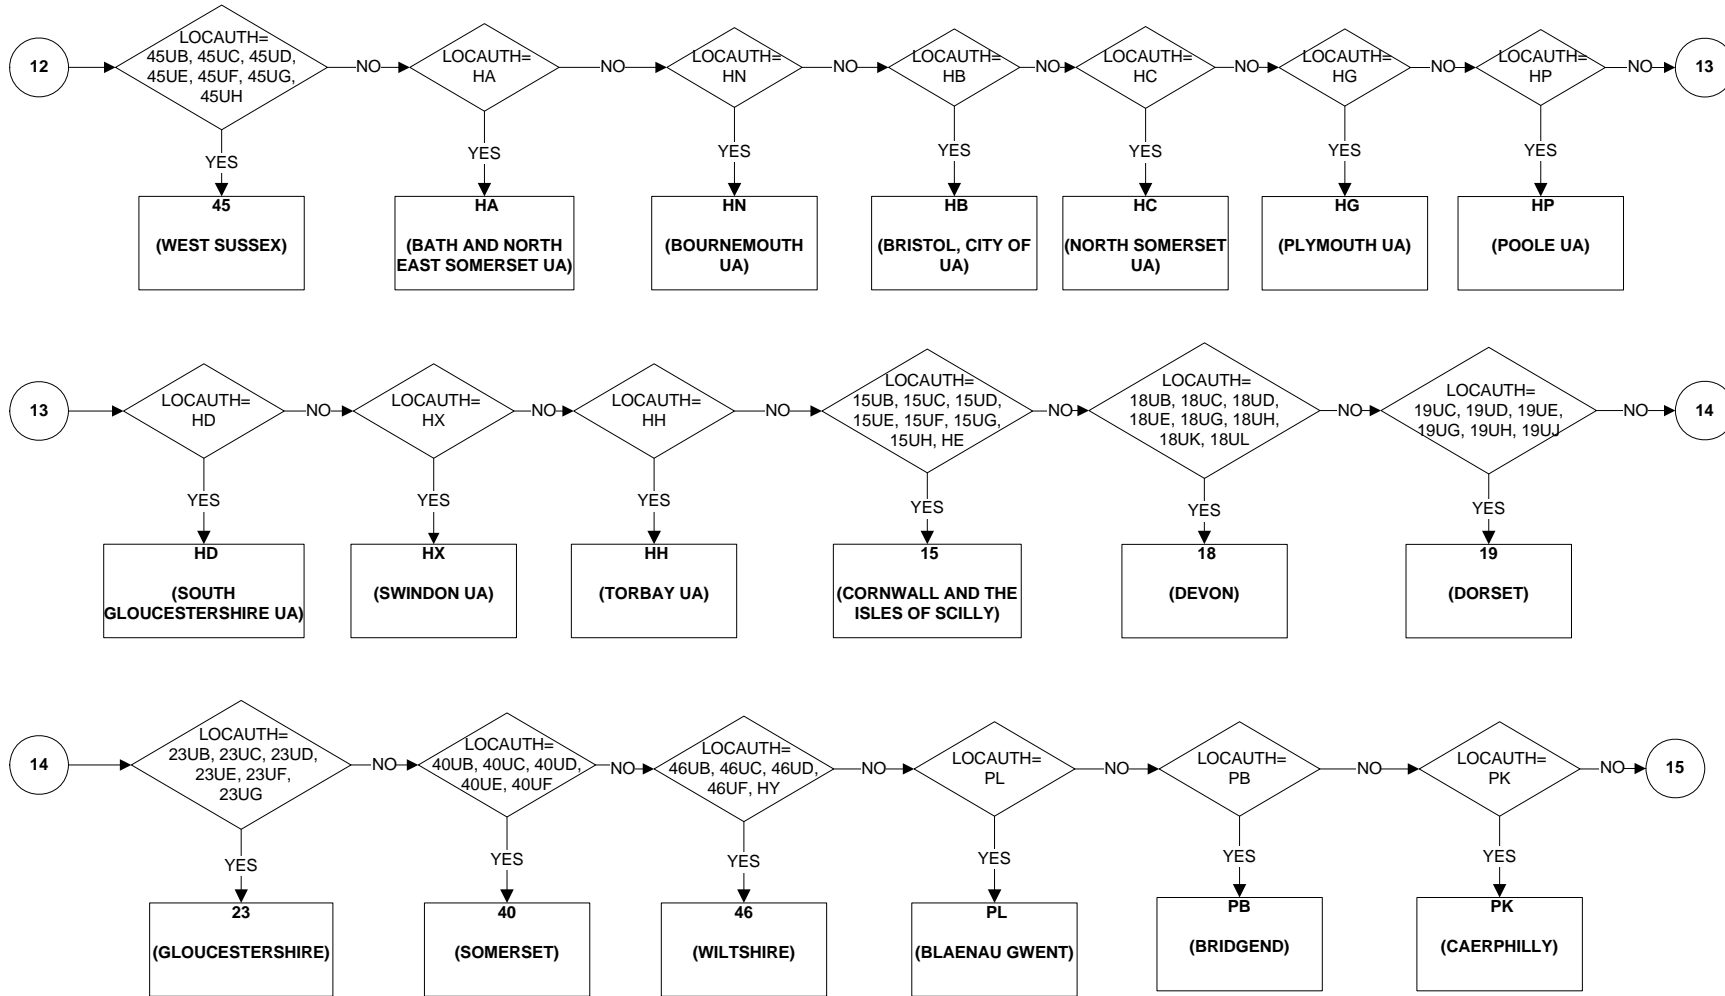 12
LOCAUTH=
45UB, 45UC, 45UD,
45UE, 45UF, 45UG,
45UH
NO
LOCAUTH=
HA
NO
LOCAUTH=
HN
NO
LOCAUTH=
HB
NO
LOCAUTH=
HC
NO
LOCAUTH=
HG
NO
LOCAUTH=
HP
NO
13
YES
YES
YES
YES
YES
YES
YES
45
(WEST SUSSEX)
HA
(BATH AND NORTH
EAST SOMERSET UA)
HN
(BOURNEMOUTH
UA)
HB
(BRISTOL, CITY OF
UA)
HC
(NORTH SOMERSET
UA)
HG
(PLYMOUTH UA)
HP
(POOLE UA)
13
LOCAUTH=
HD
NO
LOCAUTH=
HX
NO
LOCAUTH=
HH
NO
LOCAUTH=
15UB, 15UC, 15UD,
15UE, 15UF, 15UG,
15UH, HE
NO
LOCAUTH=
18UB, 18UC, 18UD,
18UE, 18UG, 18UH,
18UK, 18UL
NO
LOCAUTH=
19UC, 19UD, 19UE,
19UG, 19UH, 19UJ
NO
14
YES
YES
YES
YES
YES
YES
HD
(SOUTH
GLOUCESTERSHIRE UA)
HX
(SWINDON UA)
HH
(TORBAY UA)
15
(CORNWALL AND THE
ISLES OF SCILLY)
18
(DEVON)
19
(DORSET)
14
LOCAUTH=
23UB, 23UC, 23UD,
23UE, 23UF,
23UG
NO
LOCAUTH=
40UB, 40UC, 40UD,
40UE, 40UF
NO
LOCAUTH=
46UB, 46UC, 46UD,
46UF, HY
NO
LOCAUTH=
PL
NO
LOCAUTH=
PB
NO
LOCAUTH=
PK
NO
15
YES
YES
YES
YES
YES
YES
23
(GLOUCESTERSHIRE)
40
(SOMERSET)
46
(WILTSHIRE)
PL
(BLAENAU GWENT)
PB
(BRIDGEND)
PK
(CAERPHILLY)